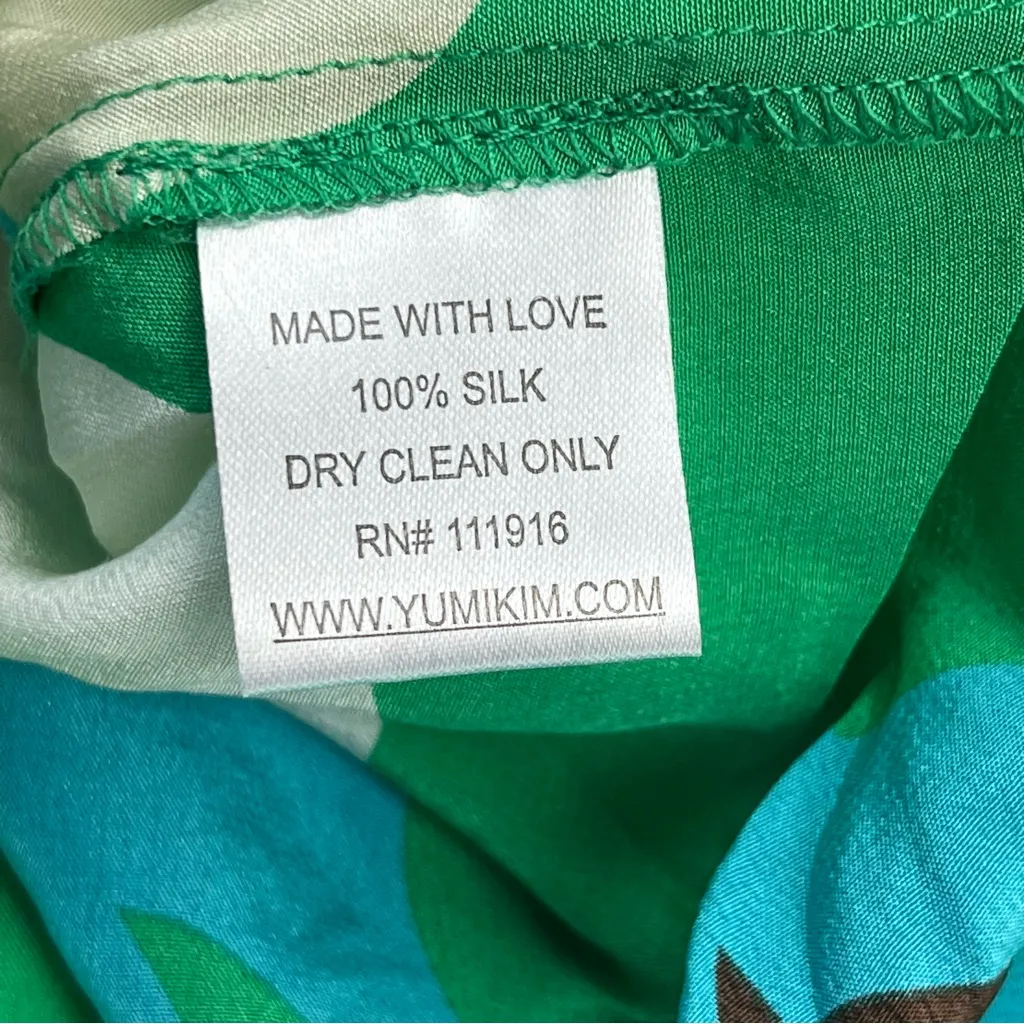 MADE WITH LOVE
100% SILK
DRY CLEAN ONLY
RN# 111916
WWW.YUMIKIM.COM